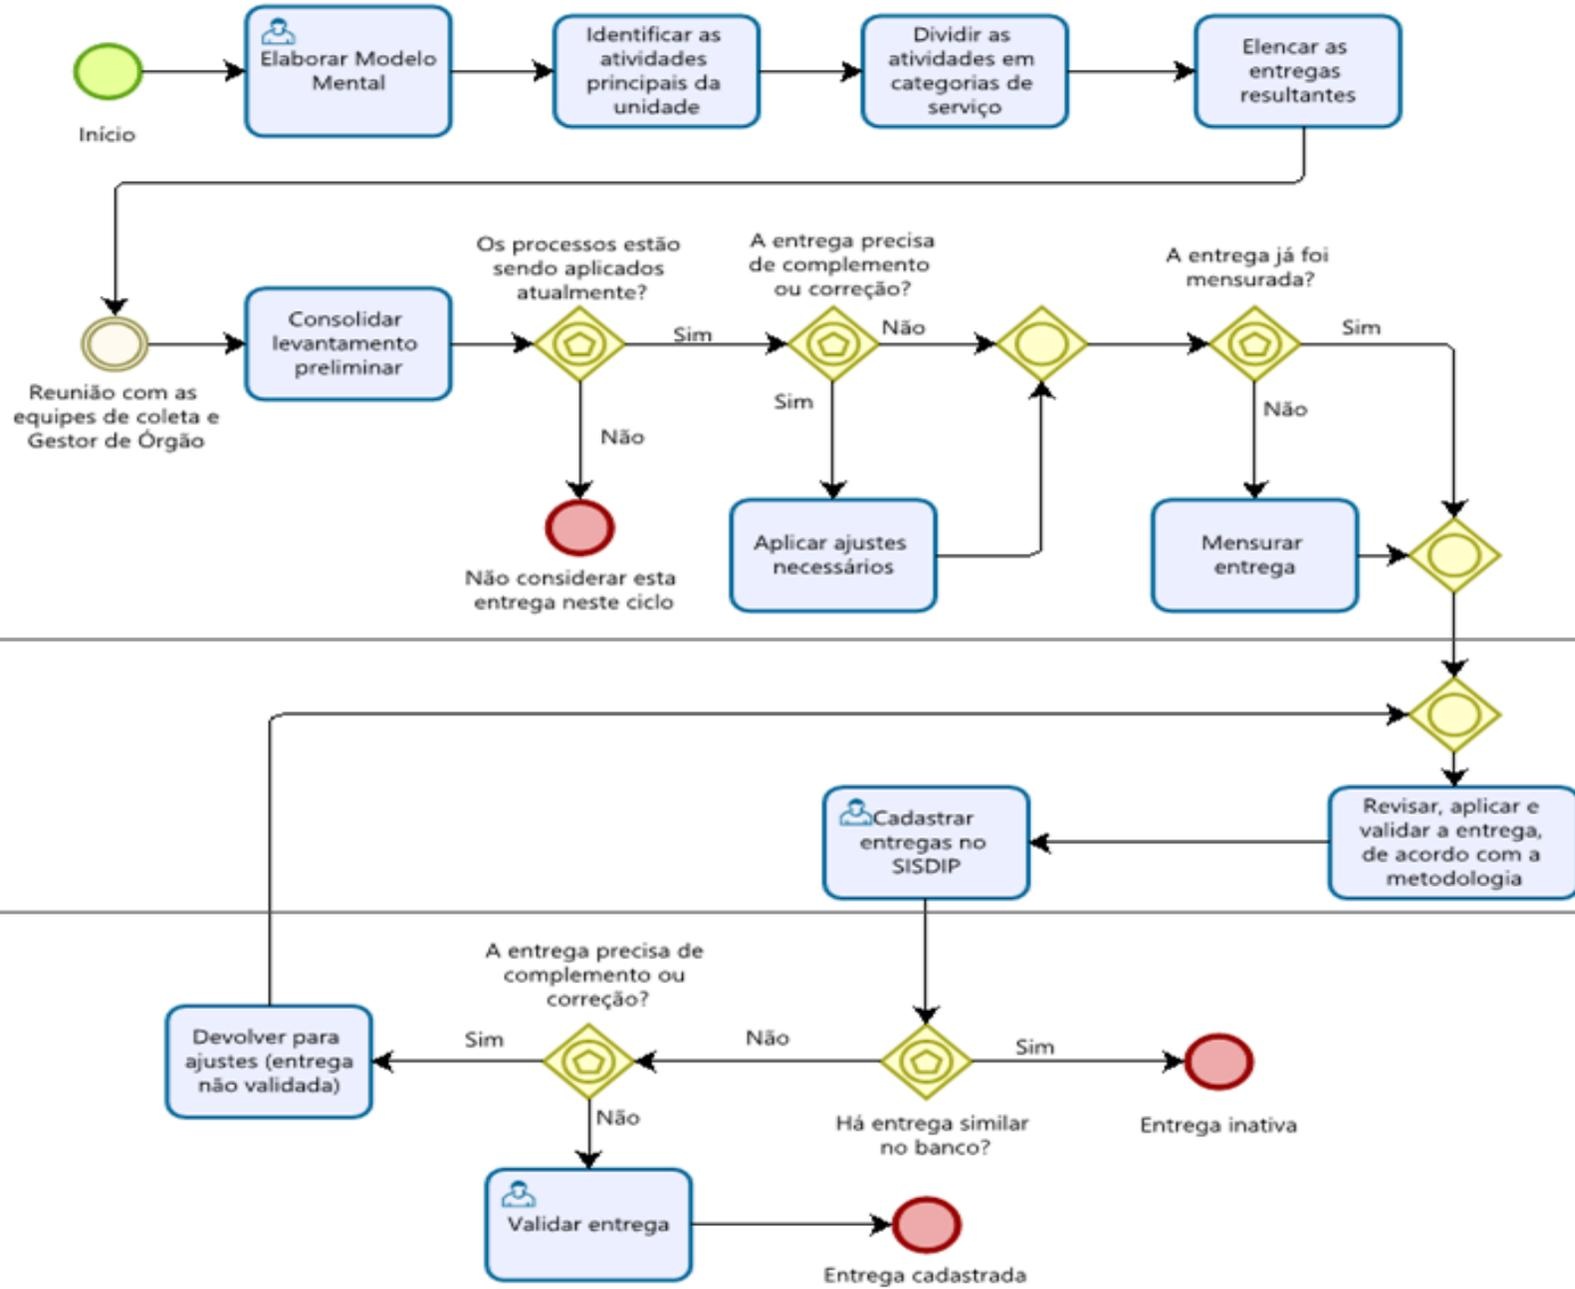 Elaborar Modelo
Mental
Identificar as
atividades
principais da
unidade
Dividir as
atividades em
categorias de
serviço
Elencar as
entregas
resultantes
Início
Os processos estão
sendo aplicados
atualmente?
A entrega precisa
de complemento
ou correção?
A entrega já foi
mensurada?
Consolidar
levantamento
preliminar
Sim
Não
Sim
Reunião com as
equipes de coleta e
Gestor de Órgão
Não
Sim
Não
Não considerar esta
entrega neste ciclo
Aplicar ajustes
necessários
Mensurar
entrega
Revisar, aplicar e
validar a entrega,
de acordo com a
metodologia
Cadastrar
entregas no
SISDIP
A entrega precisa de
complemento ou
correção?
Devolver para
ajustes (entrega
não validada)
Sim
Não
Sim
Não
Há entrega similar
no banco?
Entrega inativa
Validar entrega
Entrega cadastrada